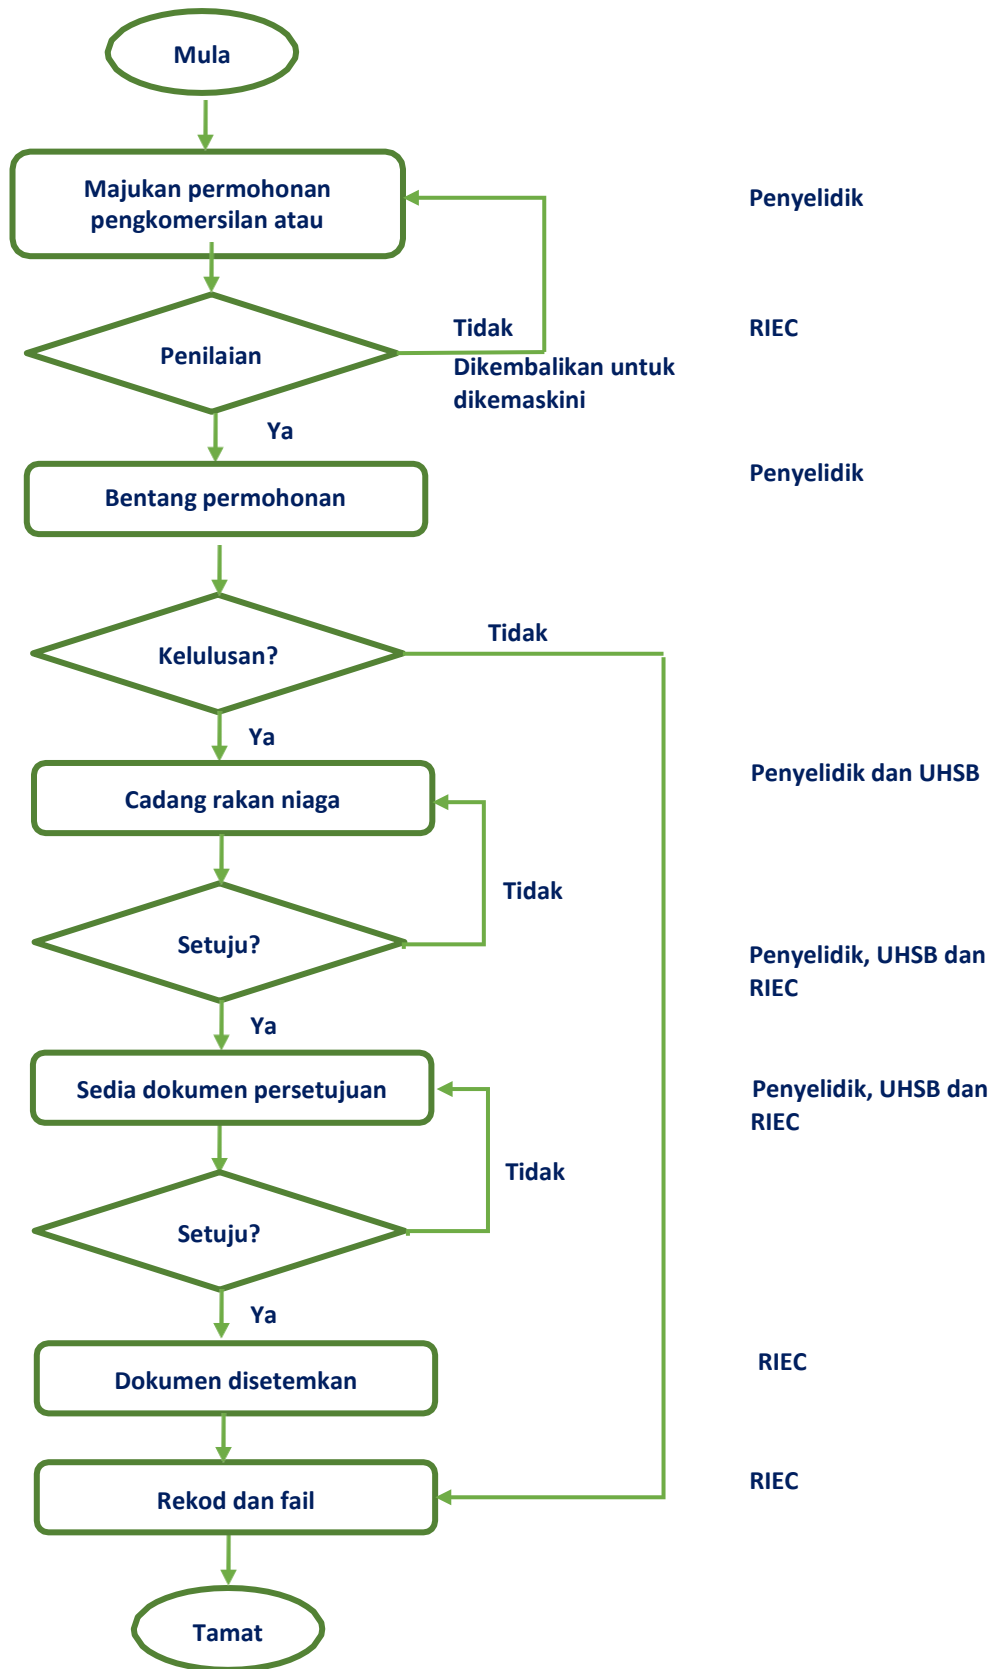 Mula
Majukan permohonan
pengkomersilan atau
Penyelidik
Tidak
RIEC
Penilaian
Dikembalikan untuk
dikemaskini
Ya
Penyelidik
Bentang permohonan
Tidak
Kelulusan?
Ya
Penyelidik dan UHSB
Cadang rakan niaga
Tidak
Setuju?
Penyelidik, UHSB dan
RIEC
Ya
Sedia dokumen persetujuan
Penyelidik, UHSB dan
RIEC
Tidak
Setuju?
Ya
RIEC
Dokumen disetemkan
RIEC
Rekod dan fail
Tamat